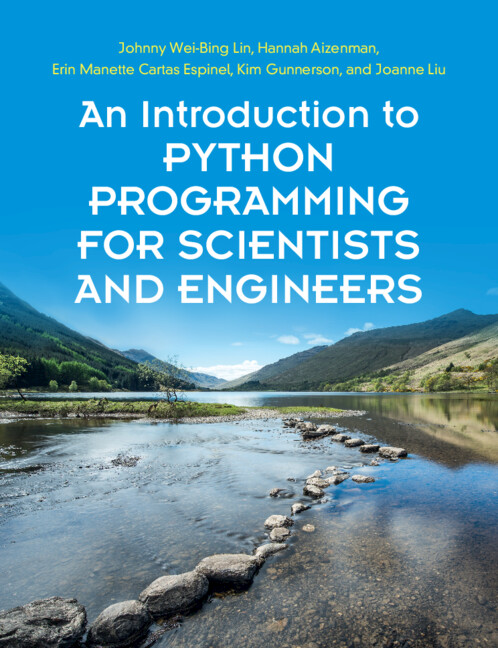 Johnny Wei-Bing Lin, Hannah Aizenman,
Erin Manette Cartas Espinel, Kim Gunnerson, and Joanne Liu
An Introduction to
PYTHON
PROGRAMMING
FOR SCIENTISTS
AND ENGINEERS